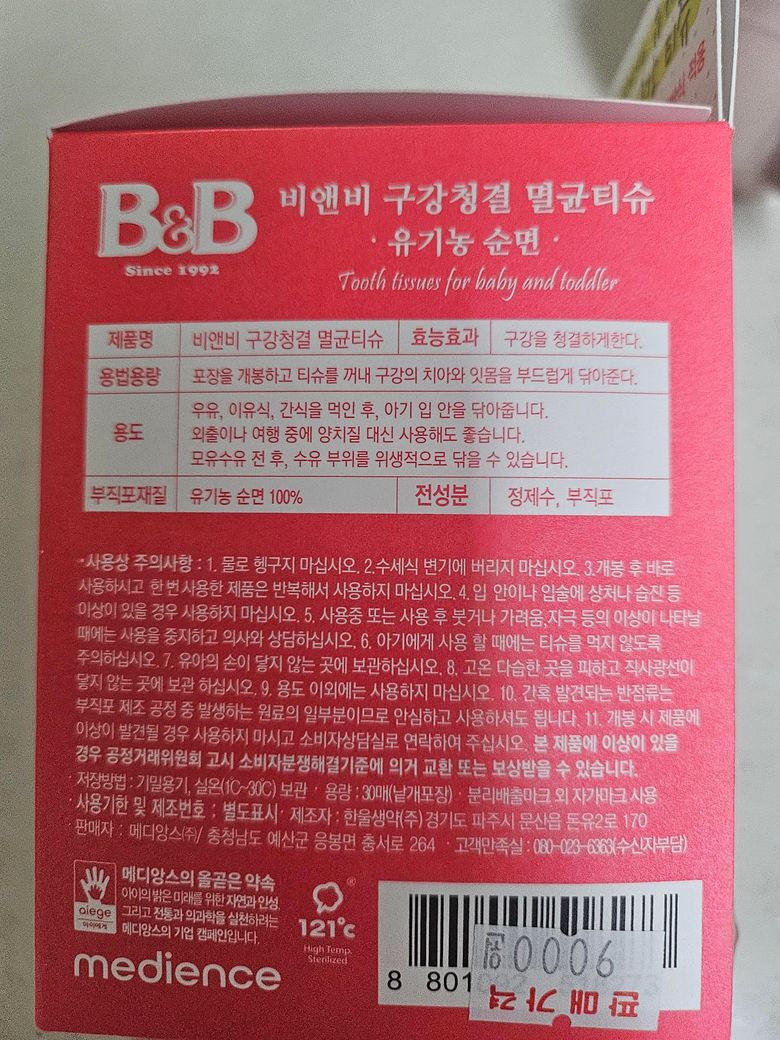 B&B
Since 1992
비앤비 구강청결 멸균티슈
· 유기농 순면 ·
Tooth tissues for baby and toddler
제품명 비앤비 구강청결 멸균티슈 효능효과 구강을 청결하게한다.
용법용량 포장을 개봉하고 티슈를 꺼내 구강의 치아와 잇몸을 부드럽게 닦아준다.
용도 우유, 이유식, 간식을 먹인 후, 아기 입 안을 닦아줍니다.
외출이나 여행 중에 양치질 대신 사용해도 좋습니다.
모유수유 전 후, 수유 부위를 위생적으로 닦을 수 있습니다.
부직포재질 유기농 순면 100% 전성분 정제수, 부직포
·사용상 주의사항 : 1. 물로 헹구지 마십시오. 2.수세식 변기에 버리지 마십시오. 3.개봉 후 바로
사용하시고 한 번 사용한 제품은 반복해서 사용하지 마십시오. 4. 입 안이나 입술에 상처나 습진 등
이상이 있을 경우 사용하지 마십시오. 5. 사용중 또는 사용 후 붓거나 가려움,자극 등의 이상이 나타날
때에는 사용을 중지하고 의사와 상담하십시오. 6. 아기에게 사용 할 때에는 티슈를 먹지 않도록
주의하십시오. 7. 유아의 손이 닿지 않는 곳에 보관하십시오. 8. 고온 다습한 곳을 피하고 직사광선이
닿지 않는 곳에 보관 하십시오. 9. 용도 이외에는 사용하지 마십시오. 10. 간혹 발견되는 반점류는
부직포 제조 공정 중 발생하는 원료의 일부분이므로 안심하고 사용하셔도 됩니다. 11. 개봉 시 제품에
이상이 발견될 경우 사용하지 마시고 소비자상담실로 연락하여 주십시오. 본 제품에 이상이 있을
경우 공정거래위원회 고시 소비자분쟁해결기준에 의거 교환 또는 보상받을 수 있습니다.
· 저장방법 : 기밀용기, 실온(1℃~30℃) 보관 · 용량 : 30매(낱개포장) · 분리배출마크 외 자가마크 사용
· 사용기한 및 제조번호 : 별도표시 · 제조자 : 한울생약(주) 경기도 파주시 문산읍 돈유2로 170
· 판매자 : 메디앙스㈜/ 충청남도 예산군 응봉면 충서로 264 · 고객만족실 : 080-023-6363(수신자부담)
aiege
아이에게
메디앙스의 올곧은 약속
아이의 밝은 미래를 위한 자연과 인성
그리고 전통과 의과학을 실천하려는
메디앙스의 기업 캠페인입니다.
medience
®
121℃
High Temp.
Sterilized
8 801
9000원
판매가격
티슈